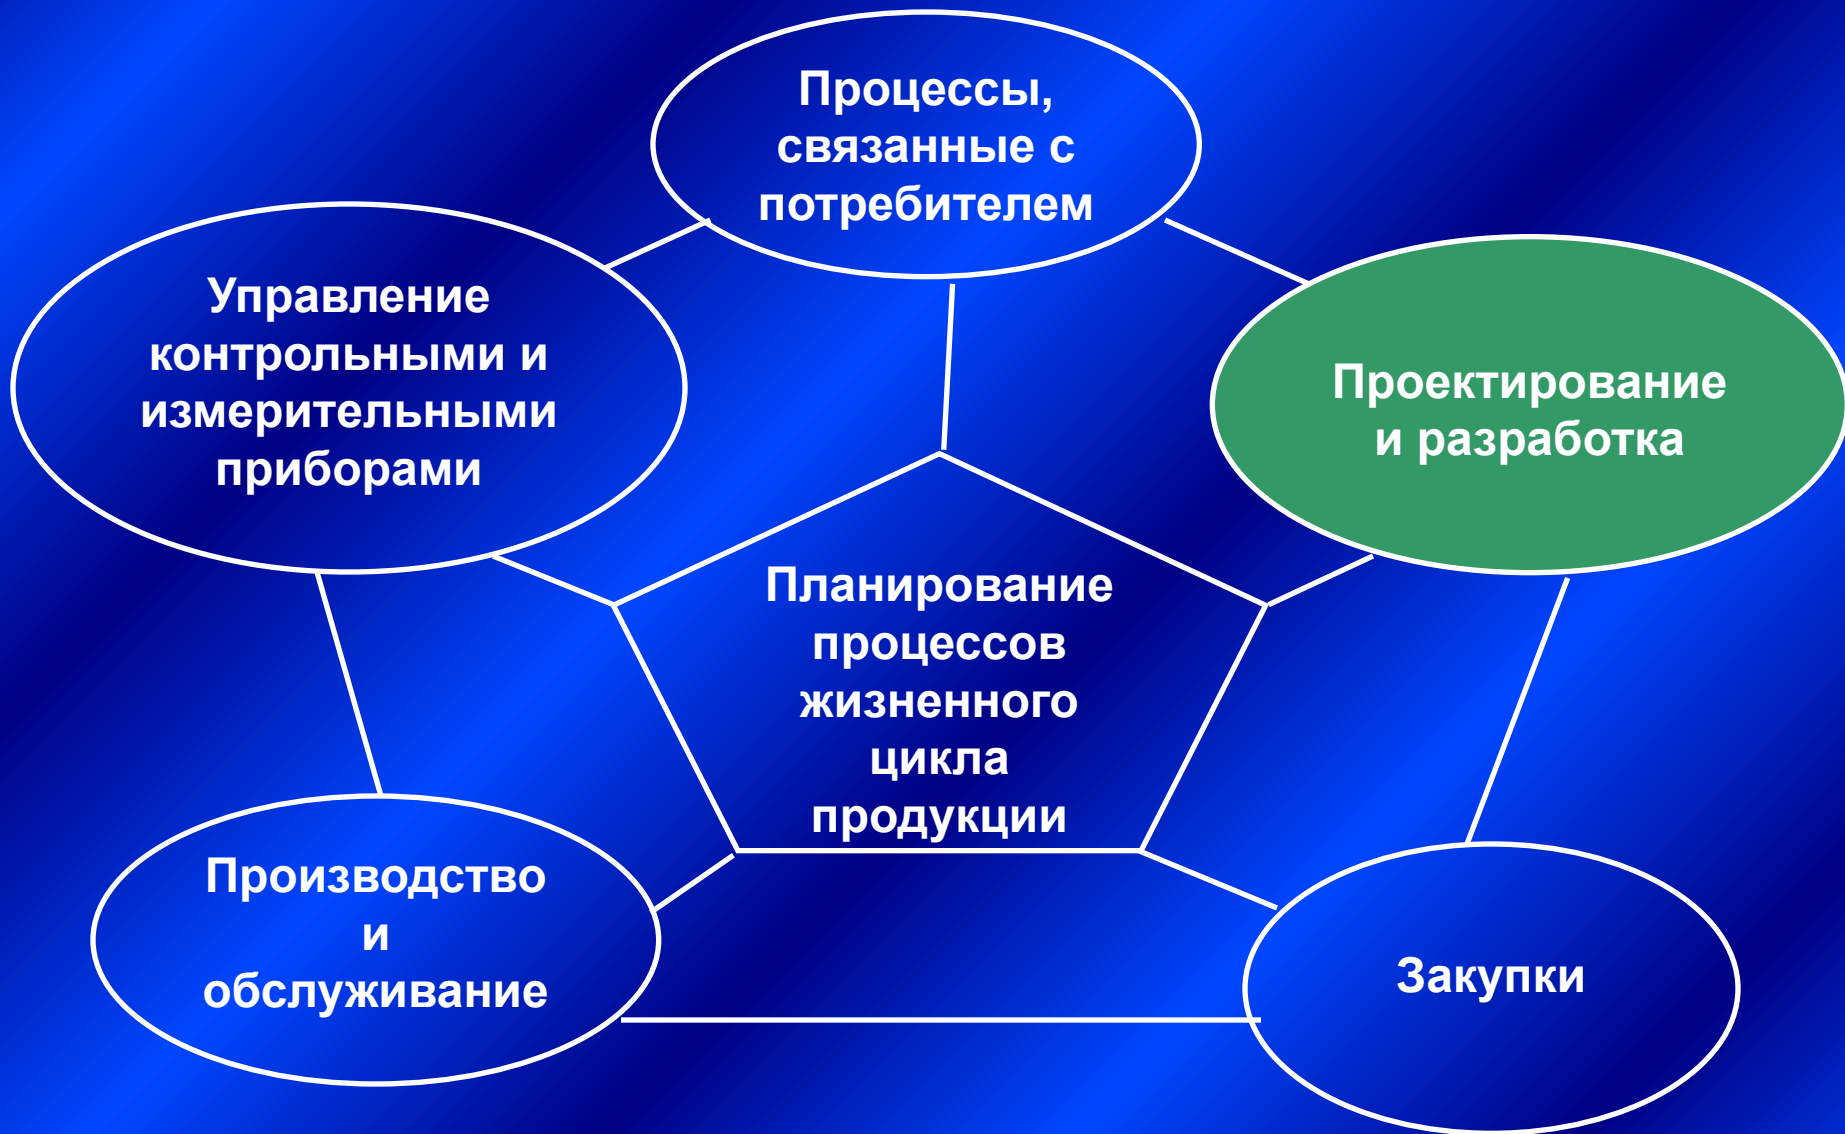 Процессы,
связанные с
потребителем
Управление
контрольными и
измерительными
приборами
Проектирование
и разработка
Планирование
процессов
жизненного
цикла
продукции
Производство
и
обслуживание
Закупки